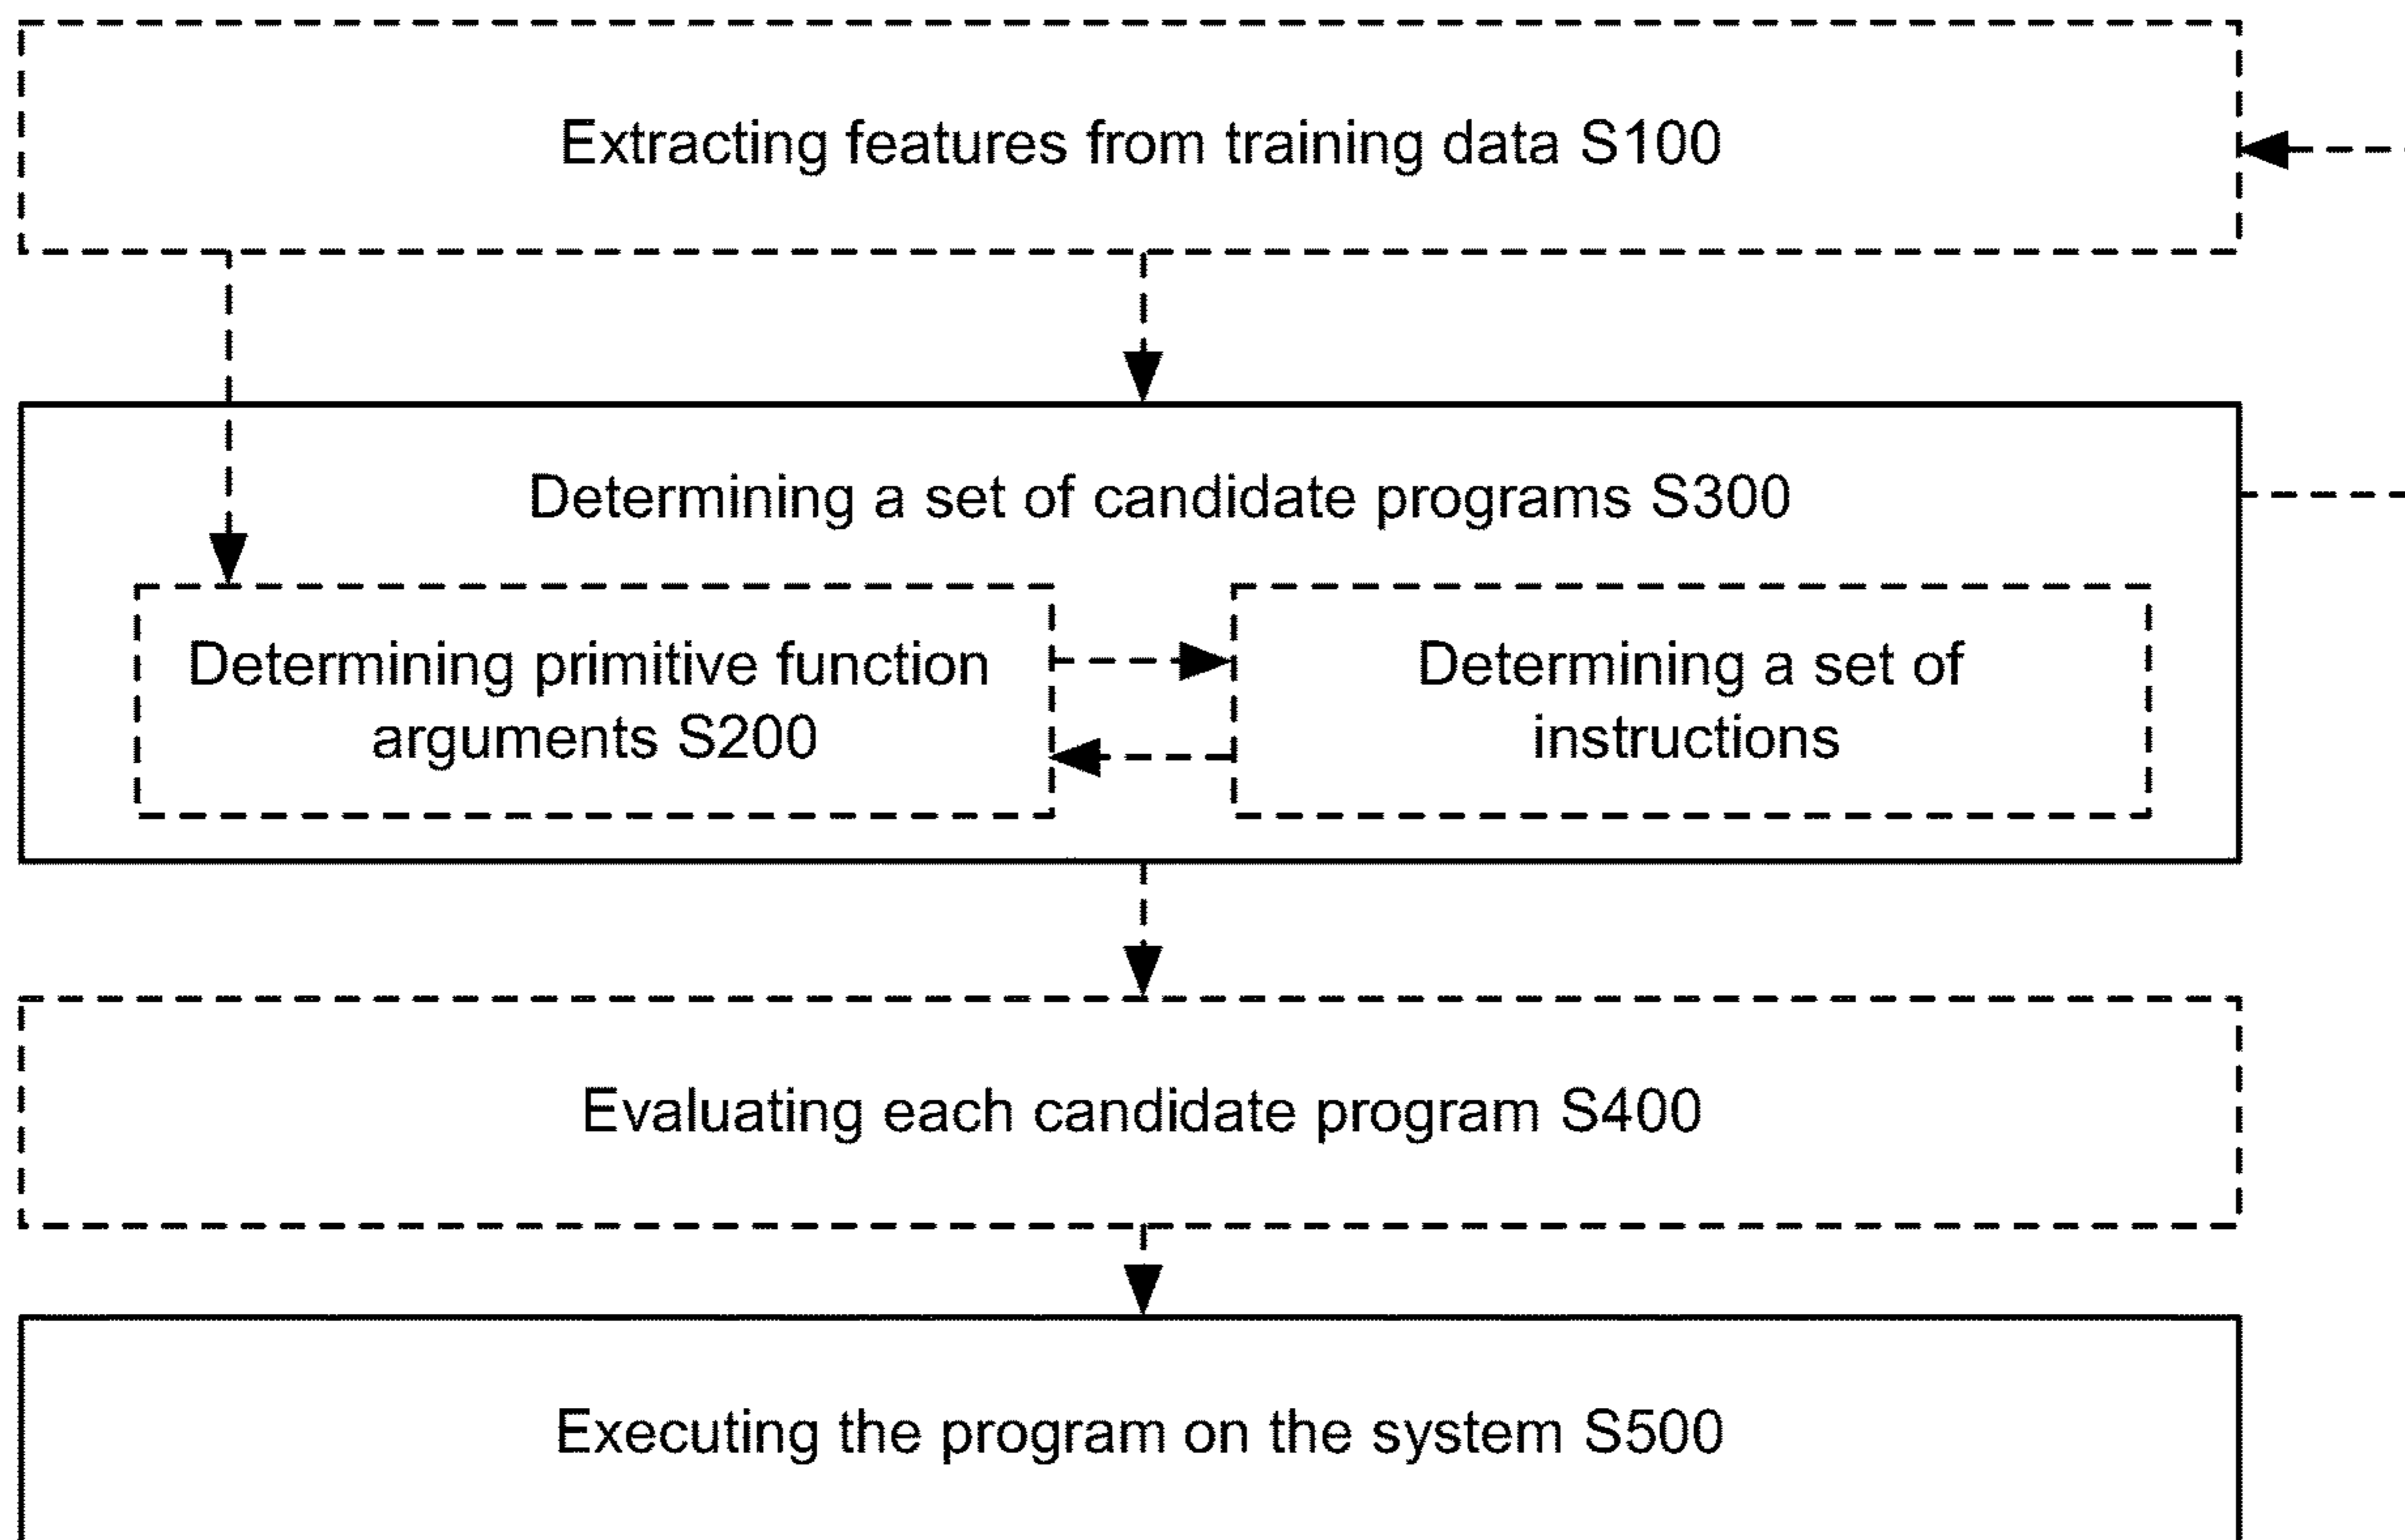 Extracting features from training data S100
Determining a set of candidate programs S300
Determining primitive function
arguments S200
Determining a set of
instructions
Evaluating each candidate program S400
Executing the program on the system S500